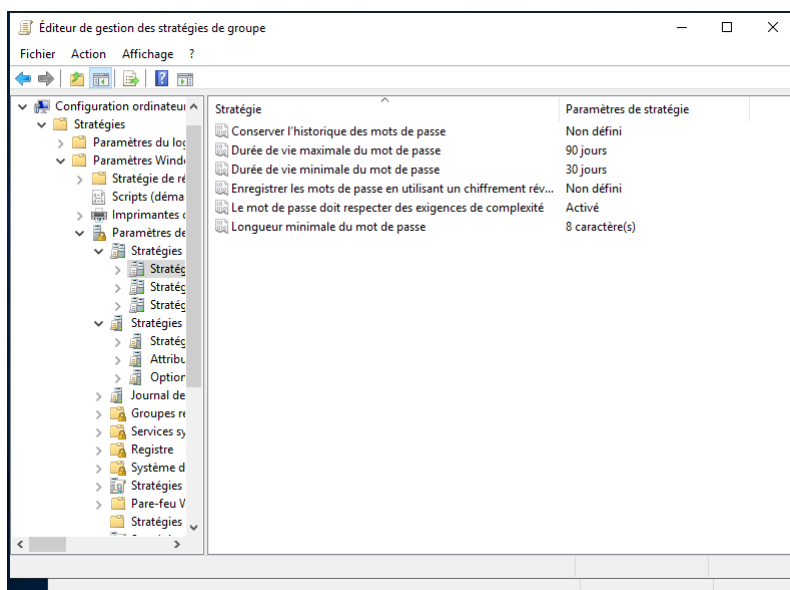 Éditeur de gestion des stratégies de groupe
Fichier Action Affichage ?
Configuration ordinateur
Stratégies
Paramètres du log
Paramètres Windo
Stratégie de ré
Scripts (déma
Imprimantes d
Paramètres de
Stratégies
Stratég
Stratég
Stratég
Stratégies
Stratég
Attribu
Option
Journal de
Groupes re
Services sy
Registre
Système d
Stratégies
Pare-feu W
Stratégies
Stratégie Paramètres de stratégie
Conserver l'historique des mots de passe Non défini
Durée de vie maximale du mot de passe 90 jours
Durée de vie minimale du mot de passe 30 jours
Enregistrer les mots de passe en utilisant un chiffrement rév... Non défini
Le mot de passe doit respecter des exigences de complexité Activé
Longueur minimale du mot de passe 8 caractère(s)